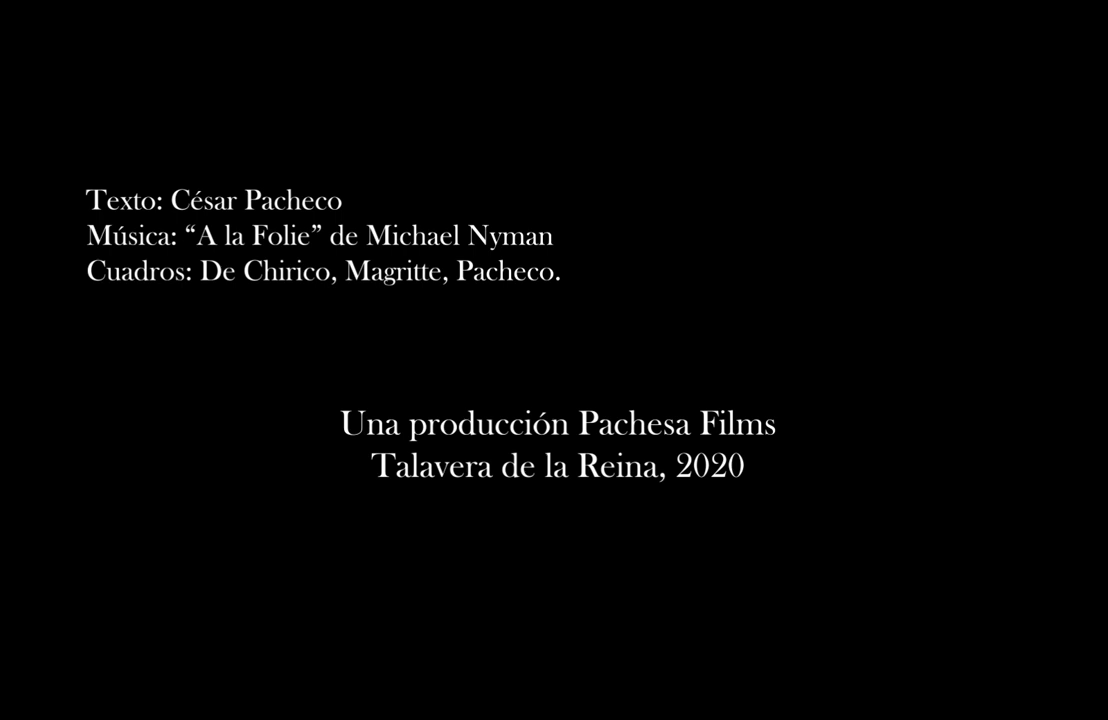 Texto: César Pacheco
Música: “A la Folie” de Michael Nyman
Cuadros: De Chirico, Magritte, Pacheco.
Una producción Pachesa Films
Talavera de la Reina, 2020